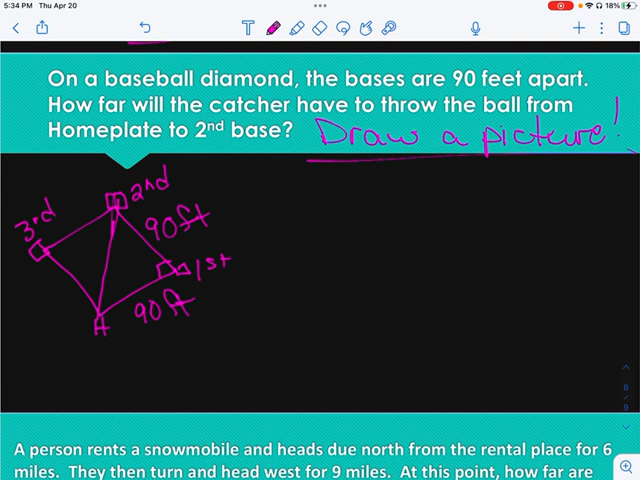 5:34 PM Thu Apr 20
18%
On a baseball diamond, the bases are 90 feet apart.
How far will the catcher have to throw the ball from
Homeplate to 2nd base? Draw a picture!
2nd
3rd
90ft
1st
90ft
H
8
/
9
A person rents a snowmobile and heads due north from the rental place for 6
miles. They then turn and head west for 9 miles. At this point, how far are